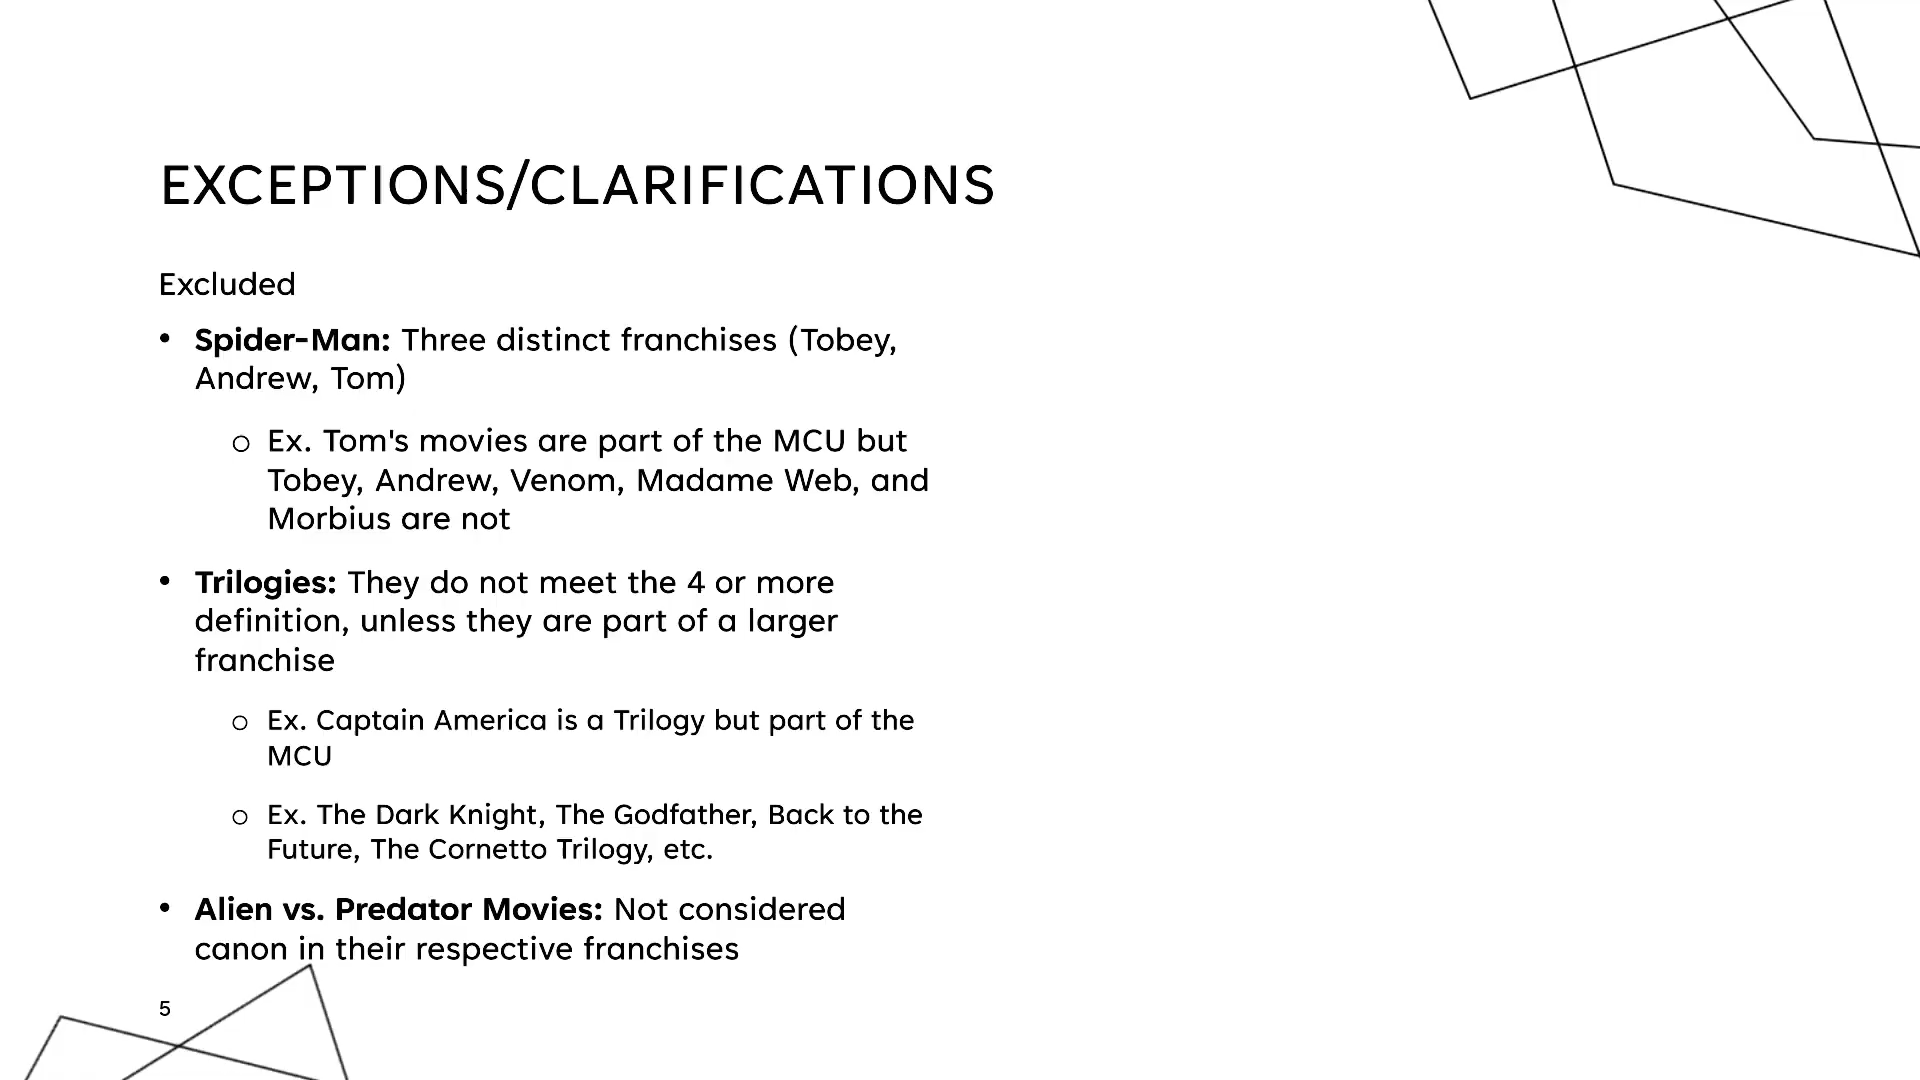 EXCEPTIONS/CLARIFICATIONS
Excluded
• Spider-Man: Three distinct franchises (Tobey,
Andrew, Tom)
o Ex. Tom's movies are part of the MCU but
Tobey, Andrew, Venom, Madame Web, and
Morbius are not
• Trilogies: They do not meet the 4 or more
definition, unless they are part of a larger
franchise
o Ex. Captain America is a Trilogy but part of the
MCU
o Ex. The Dark Knight, The Godfather, Back to the
Future, The Cornetto Trilogy, etc.
• Alien vs. Predator Movies: Not considered
canon in their respective franchises
5